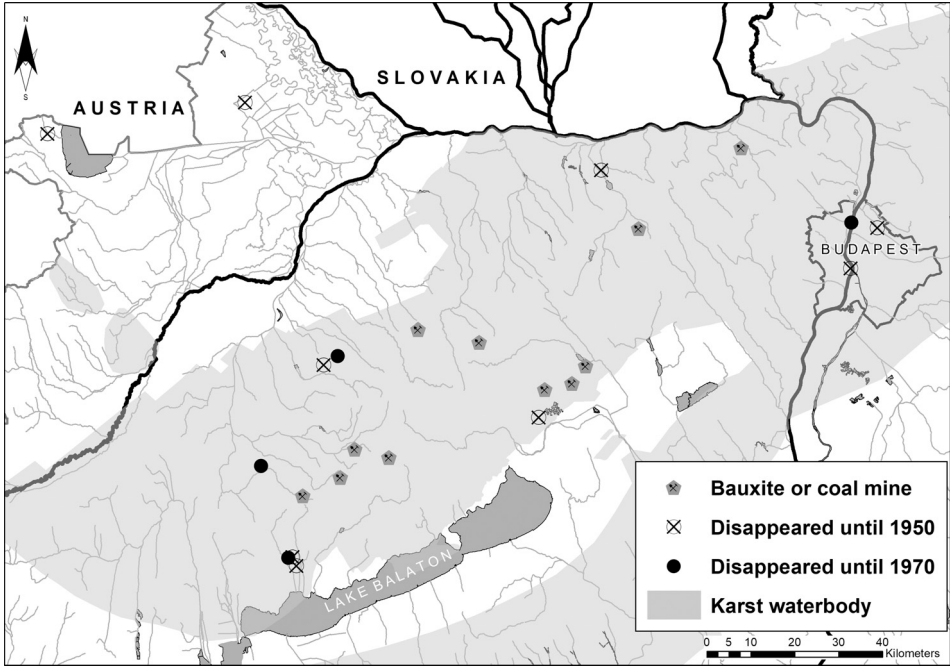 N
S
AUSTRIA
SLOVAKIA
BUDAPEST
LAKE BALATON
Bauxite or coal mine
Disappeared until 1950
Disappeared until 1970
Karst waterbody
0 5 10 20 30 40
Kilometers